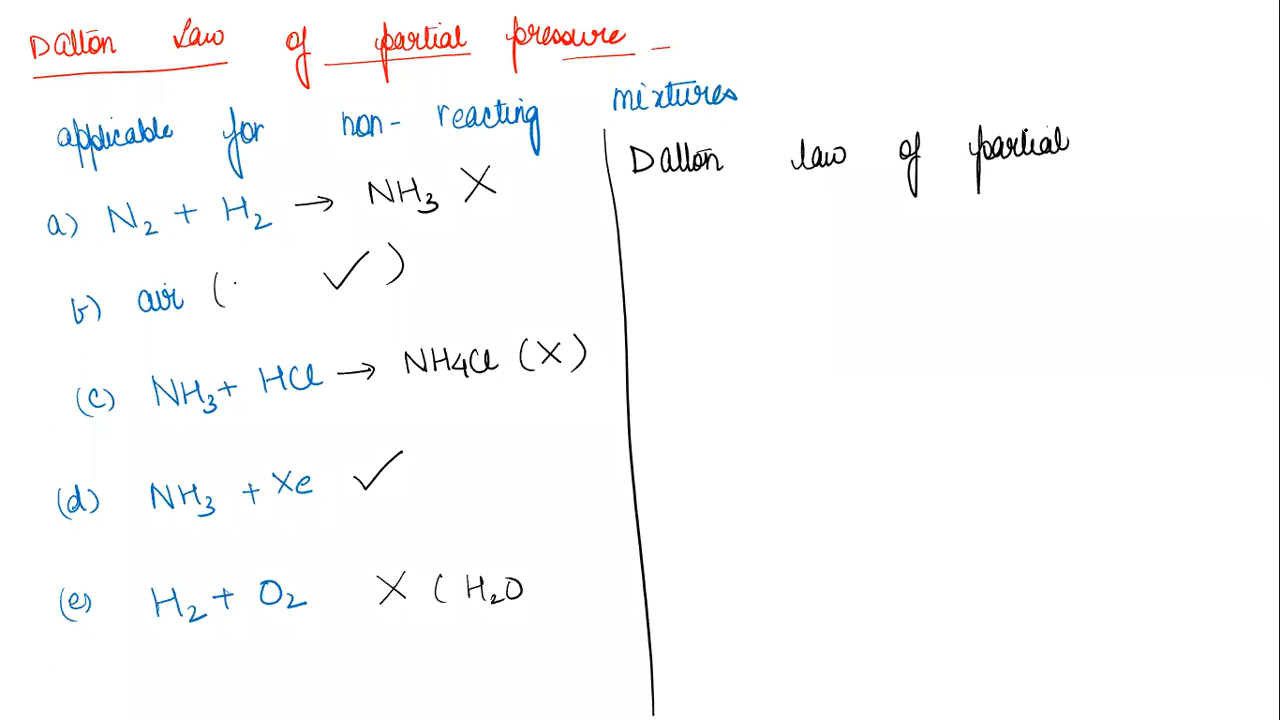 Dalton Law of partial pressure -
applicable for non- reacting mixtures
a) N2 + H2 → NH3 X
b) air (. ✓)
(c) NH3 + HCl → NH4Cl (X)
(d) NH3 + Xe ✓
(e) H2 + O2 X ( H2O
Dalton law of partial